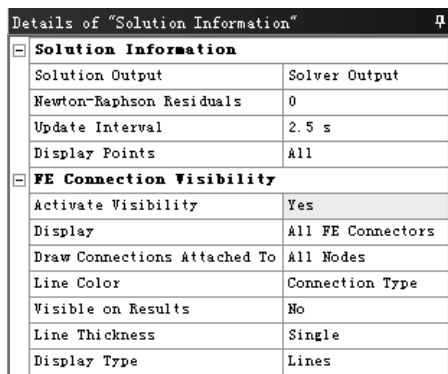 Details of "Solution Information"
Solution Information
Solution Output Solver Output
Newton-Raphson Residuals 0
Update Interval 2.5 s
Display Points All
FE Connection Visibility
Activate Visibility Yes
Display All FE Connectors
Draw Connections Attached To All Nodes
Line Color Connection Type
Visible on Results No
Line Thickness Single
Display Type Lines